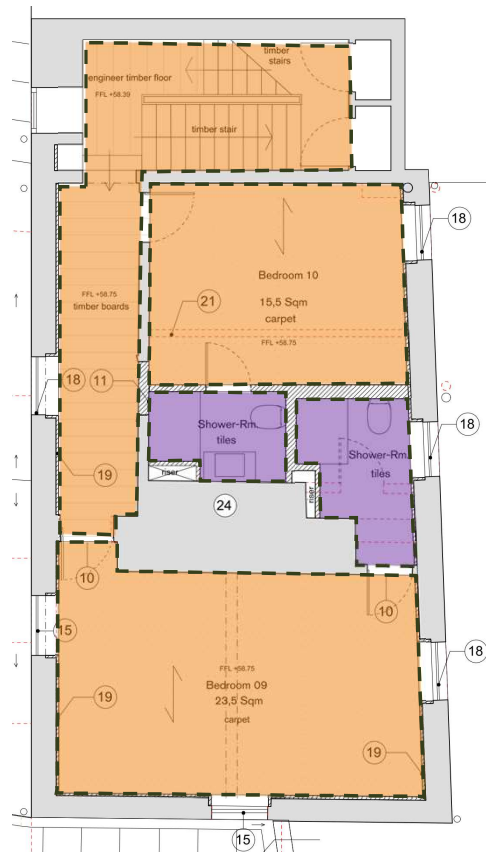 timber
stairs
engineer timber floor
FFL +58.39
timber stair
18
Bedroom 10
FFL +58.75
timber boards
21
15,5 Sqm
carpet
FFL +58.75
18
11
Shower-Rm.
tiles
18
Shower-Rm.
tiles
19
riser
riser
24
10
10
15
18
FFL +58.75
Bedroom 09
23,5 Sqm
carpet
19
19
15